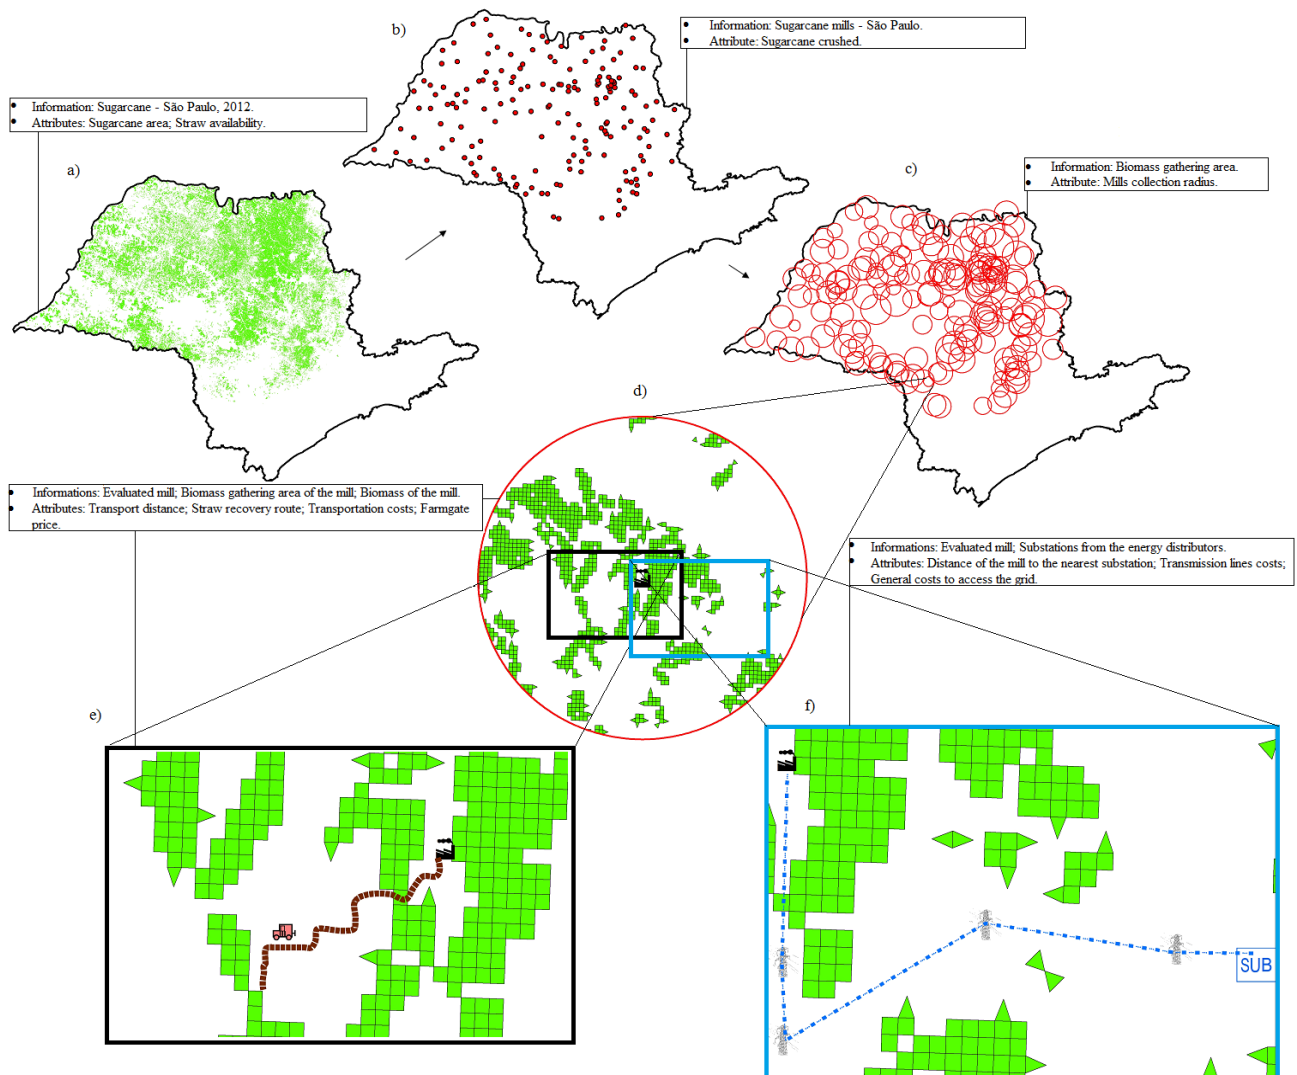 b)
• Information: Sugarcane mills - São Paulo.
• Attribute: Sugarcane crushed.
• Information: Sugarcane - São Paulo, 2012.
• Attributes: Sugarcane area; Straw availability.
a)
c)
• Information: Biomass gathering area.
• Attribute: Mills collection radius.
d)
• Informations: Evaluated mill; Biomass gathering area of the mill; Biomass of the mill.
• Attributes: Transport distance; Straw recovery route; Transportation costs; Farmgate
price.
• Informations: Evaluated mill; Substations from the energy distributors.
• Attributes: Distance of the mill to the nearest substation; Transmission lines costs;
General costs to access the grid.
e)
f)
SUB